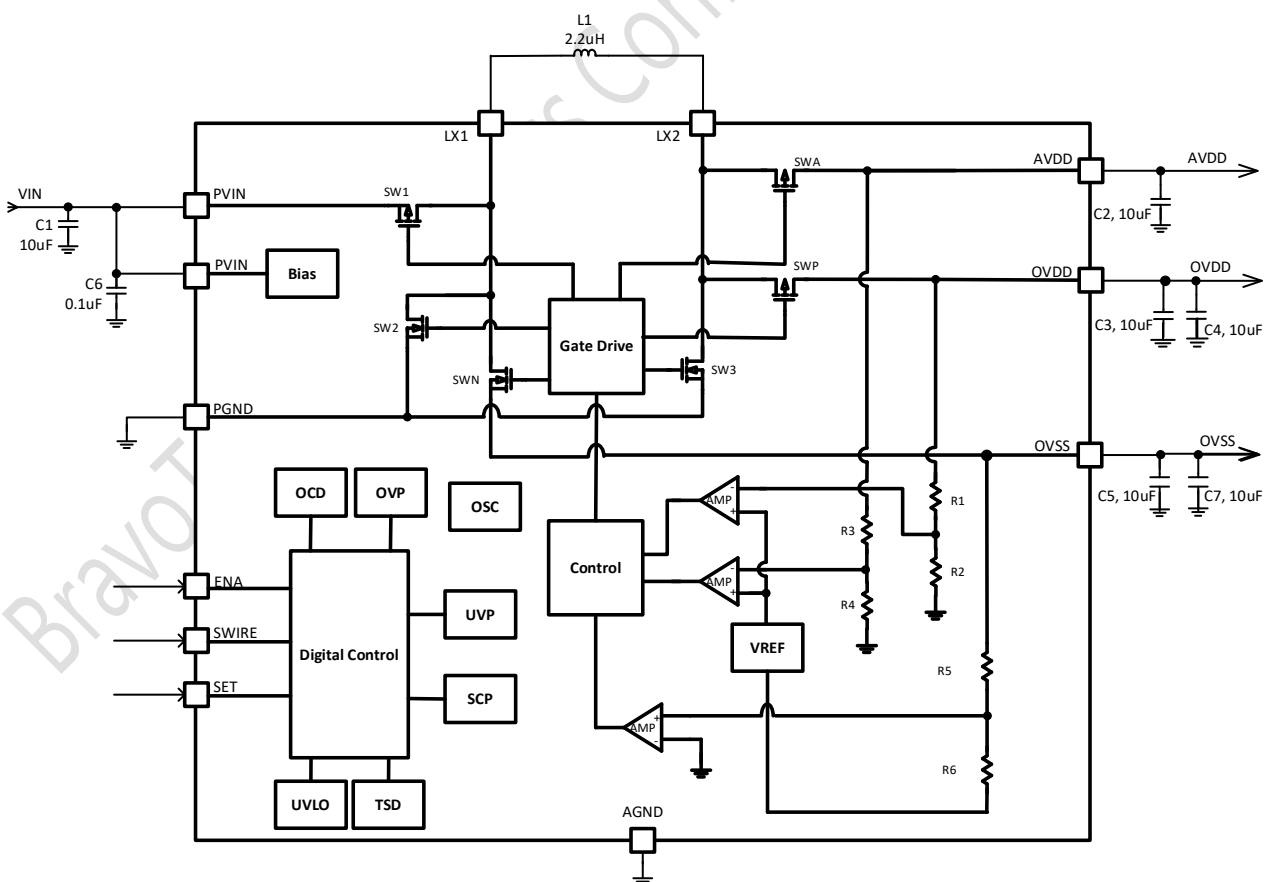 L1
2.2uH
LX1
LX2
SWA
AVDD
AVDD
VIN
PVIN
SW1
C1
10uF
C2, 10uF
PVIN
Bias
SWP
OVDD
OVDD
C6
0.1uF
SW2
Gate Drive
C3, 10uF
C4, 10uF
SWN
SW3
PGND
OVSS
OVSS
OCD
OVP
OSC
AMP
-
+
R1
C5, 10uF
C7, 10uF
R3
Control
AMP
-
+
R2
ENA
R4
UVP
SWIRE
Digital Control
VREF
R5
SET
SCP
AMP
+
-
R6
UVLO
TSD
AGND